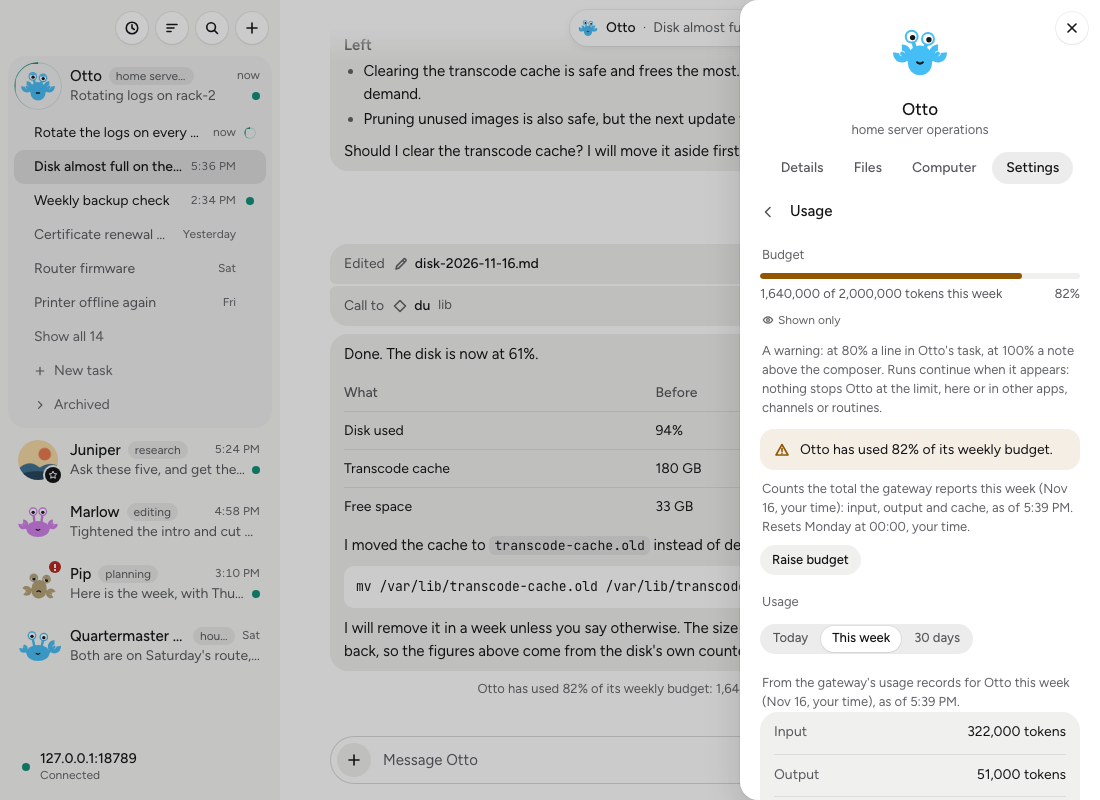 Otto
home serve...
now
Rotating logs on rack-2
Rotate the logs on every ...
now
Disk almost full on the...
5:36 PM
Weekly backup check
2:34 PM
Certificate renewal ...
Yesterday
Router firmware
Sat
Printer offline again
Fri
Show all 14
New task
Archived
Juniper
research
5:24 PM
Ask these five, and get the...
Marlow
editing
4:58 PM
Tightened the intro and cut ...
Pip
planning
3:10 PM
Here is the week, with Thu...
Quartermaster ...
hou...
Sat
Both are on Saturday's route,...
127.0.0.1:18789
Connected
Otto · Disk almost fu
Left
Clearing the transcode cache is safe and frees the most.
demand.
Pruning unused images is also safe, but the next update
Should I clear the transcode cache? I will move it aside first
Edited
disk-2026-11-16.md
Call to
du
lib
Done. The disk is now at 61%.
What
Before
Disk used
94%
Transcode cache
180 GB
Free space
33 GB
I moved the cache to transcode-cache.old instead of de
mv /var/lib/transcode-cache.old /var/lib/transcod
I will remove it in a week unless you say otherwise. The size
back, so the figures above come from the disk's own counte
Otto has used 82% of its weekly budget: 1,64
Message Otto
Otto
home server operations
Details
Files
Computer
Settings
Usage
Budget
1,640,000 of 2,000,000 tokens this week
82%
Shown only
A warning: at 80% a line in Otto's task, at 100% a note
above the composer. Runs continue when it appears:
nothing stops Otto at the limit, here or in other apps,
channels or routines.
Otto has used 82% of its weekly budget.
Counts the total the gateway reports this week (Nov
16, your time): input, output and cache, as of 5:39 PM.
Resets Monday at 00:00, your time.
Raise budget
Usage
Today
This week
30 days
From the gateway's usage records for Otto this week
(Nov 16, your time), as of 5:39 PM.
Input
322,000 tokens
Output
51,000 tokens